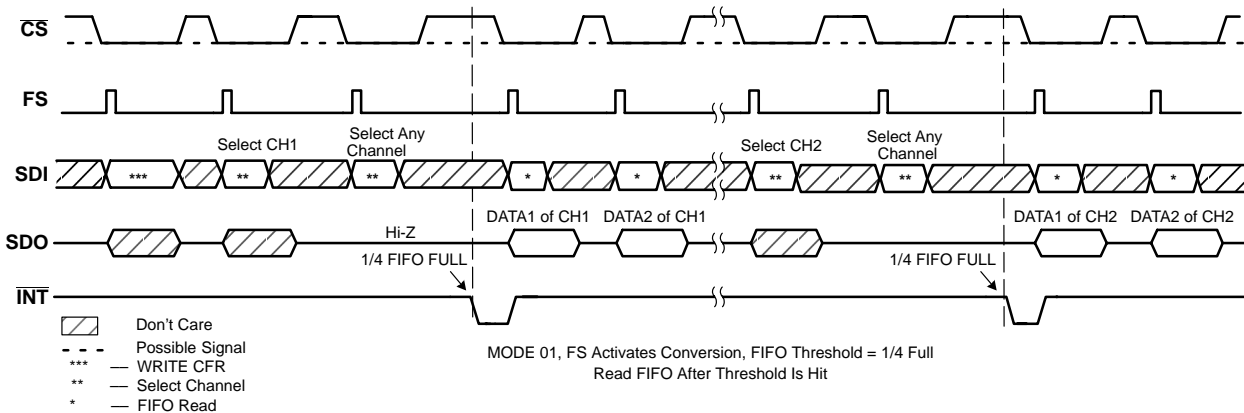 CS
FS
Select CH1
Select Any
Channel
Select CH2
Select Any
Channel
SDI
***
**
**
*
*
**
**
*
*
DATA1 of CH1
DATA2 of CH1
DATA1 of CH2
DATA2 of CH2
SDO
Hi-Z
1/4 FIFO FULL
1/4 FIFO FULL
INT
Don't Care
Possible Signal
*** — WRITE CFR
** — Select Channel
* — FIFO Read
MODE 01, FS Activates Conversion, FIFO Threshold = 1/4 Full
Read FIFO After Threshold Is Hit